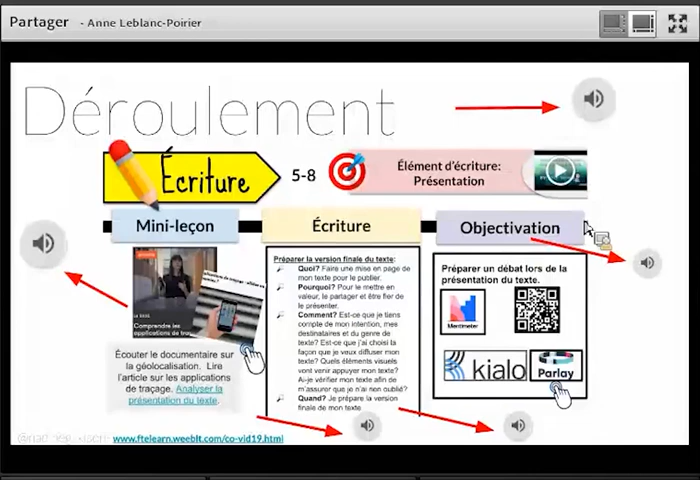 Partager - Anne Leblanc-Poirier
Déroulement
Écriture
5-8
Élément d'écriture:
Présentation
Mini-leçon
Écouter le documentaire sur
la géolocalisation. Lire
l'article sur les applications
de traçage. Analyser la
présentation du texte.
Écriture
Préparer la version finale du texte:
Quoi? Faire une mise en page de
mon texte pour le publier.
Pourquoi? Pour le mettre en
valeur, le partager et être fier de
le présenter.
Comment? Est-ce que je tiens
compte de mon intention, mes
destinataires et du genre de
texte? Est-ce que j'ai choisi la
façon que je veux diffuser mon
texte? Quels éléments visuels
vont venir appuyer mon texte?
Ai-je vérifier mon texte afin de
m'assurer que je n'ai non oublié?
Quand? Je prépare la version
finale de mon texte
Objectivation
Préparer un débat lors de la
présentation du texte.
Mentimeter
kialo
Parlay
www.ftelearn.weeblt.com/co-vid19.html